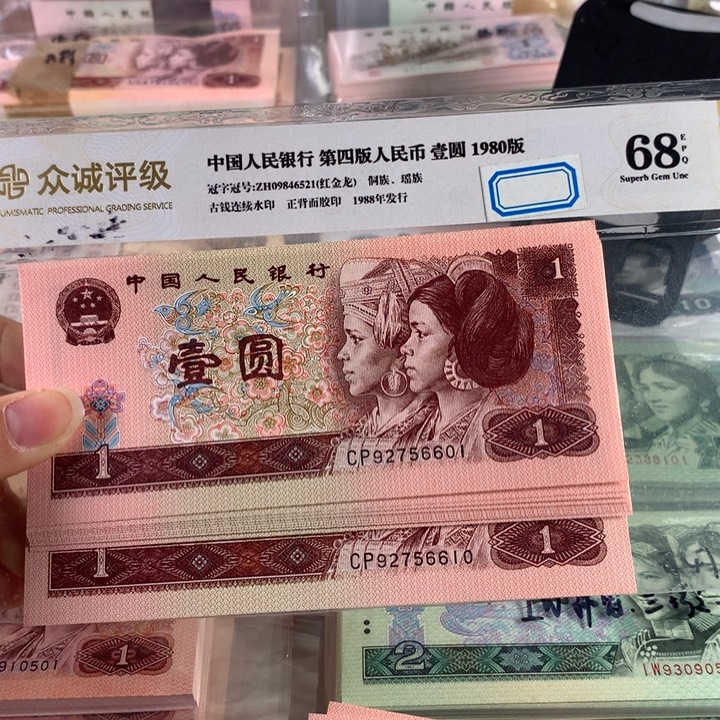 众诚评级
NUMISMATIC PROFESSIONAL GRADING SERVICE
中国人民银行 第四版人民币 壹圆 1980版
冠字冠号:ZH09846521(红金龙) 侗族、瑶族
古钱连续水印 正背面胶印 1988年发行
68
EPQ
Superb Gem Unc
中国人民银行
1
壹圆
1
CP92756601
1
1
CP92756610
1
1
2
IW930905
910501
1